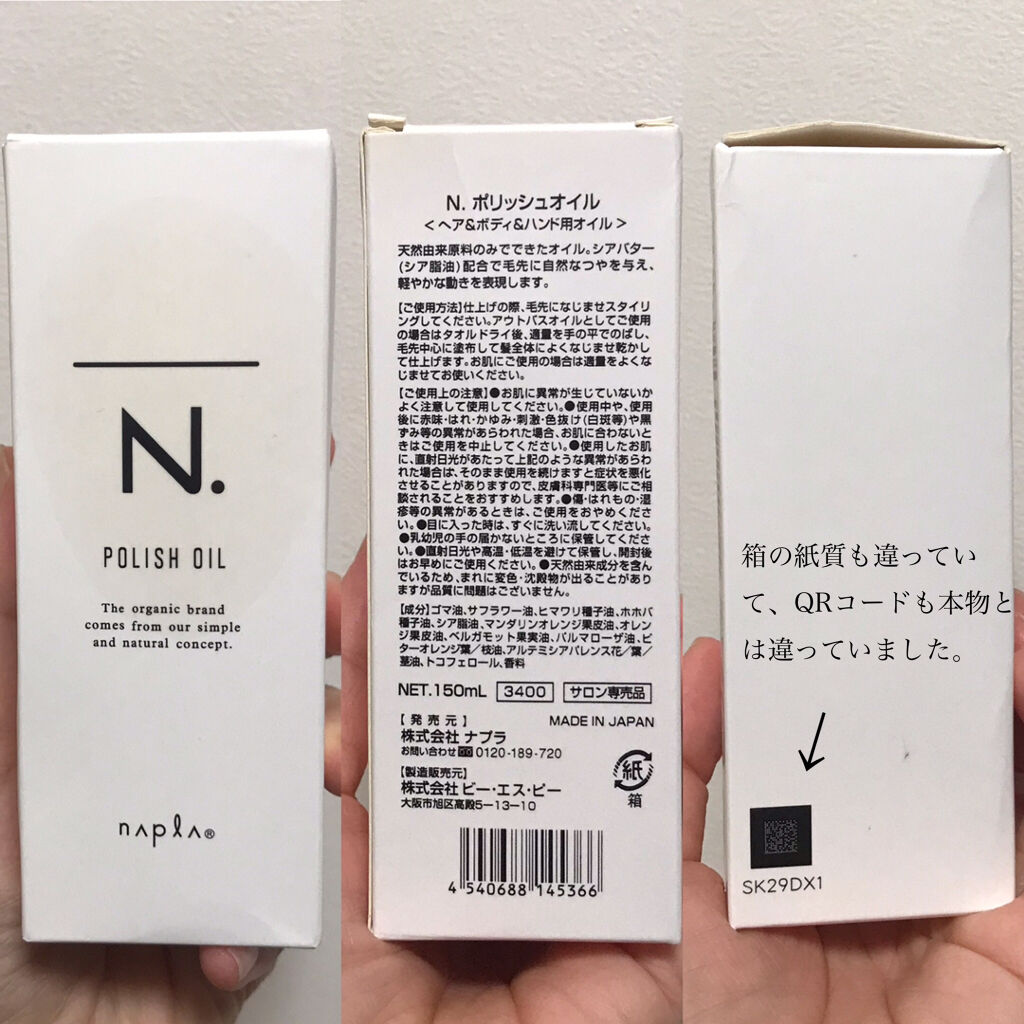 N.
POLISH OIL
The organic brand
comes from our simple
and natural concept.
napla®
N. ポリッシュオイル
＜ヘア&ボディ&ハンド用オイル＞
天然由来原料のみでできたオイル。シアバター
(シア脂油)配合で毛先に自然なつやを与え、
軽やかな動きを表現します。
【ご使用方法】仕上げの際、毛先になじませスタイリ
ングしてください。アウトバスオイルとしてご使用
の場合はタオルドライ後、適量を手の平でのばし、
毛先中心に塗布して髪全体によくなじませ乾かし
て仕上げます。お肌にご使用の場合は適量をよくな
じませてお使いください。
【ご使用上の注意】●お肌に異常が生じていないか
よく注意して使用してください。●使用中や、使用
後に赤味・はれ・かゆみ・刺激・色抜け(白斑等)や黒
ずみ等の異常があらわれた場合、お肌に合わないと
きはご使用を中止してください。●使用したお肌
に、直射日光があたって上記のような異常があらわ
れた場合は、そのまま使用を続けますと症状を悪化
させることがありますので、皮膚科専門医等にご相
談されることをおすすめします。●傷・はれもの・湿
疹等の異常があるときは、ご使用をおやめくださ
い。●目に入った時は、すぐに洗い流してください。
●乳幼児の手の届かないところに保管してくださ
い。●直射日光や高温・低温を避けて保管し、開封後
はお早めにご使用ください。●天然由来成分を含ん
でいるため、まれに変色・沈殿物が出ることがあり
ますが品質に問題はございません。
【成分】ゴマ油、サフラワー油、ヒマワリ種子油、ホホバ
種子油、シア脂油、マンダリンオレンジ果皮油、オレン
ジ果皮油、ベルガモット果実油、パルマローザ油、ビ
ターオレンジ葉／枝油、アルテミシアパレンス花／葉／
茎油、トコフェロール、香料
NET.150mL 3400 サロン専売品
【発売元】 MADE IN JAPAN
株式会社 ナプラ
お問い合わせ 0120-189-720
【製造販売元】
株式会社 ビー・エス・ピー
大阪市旭区高殿5-13-10
紙
箱
4 540688 145366
箱の紙質も違ってい
て、QRコードも本物と
は違っていました。
SK29DX1